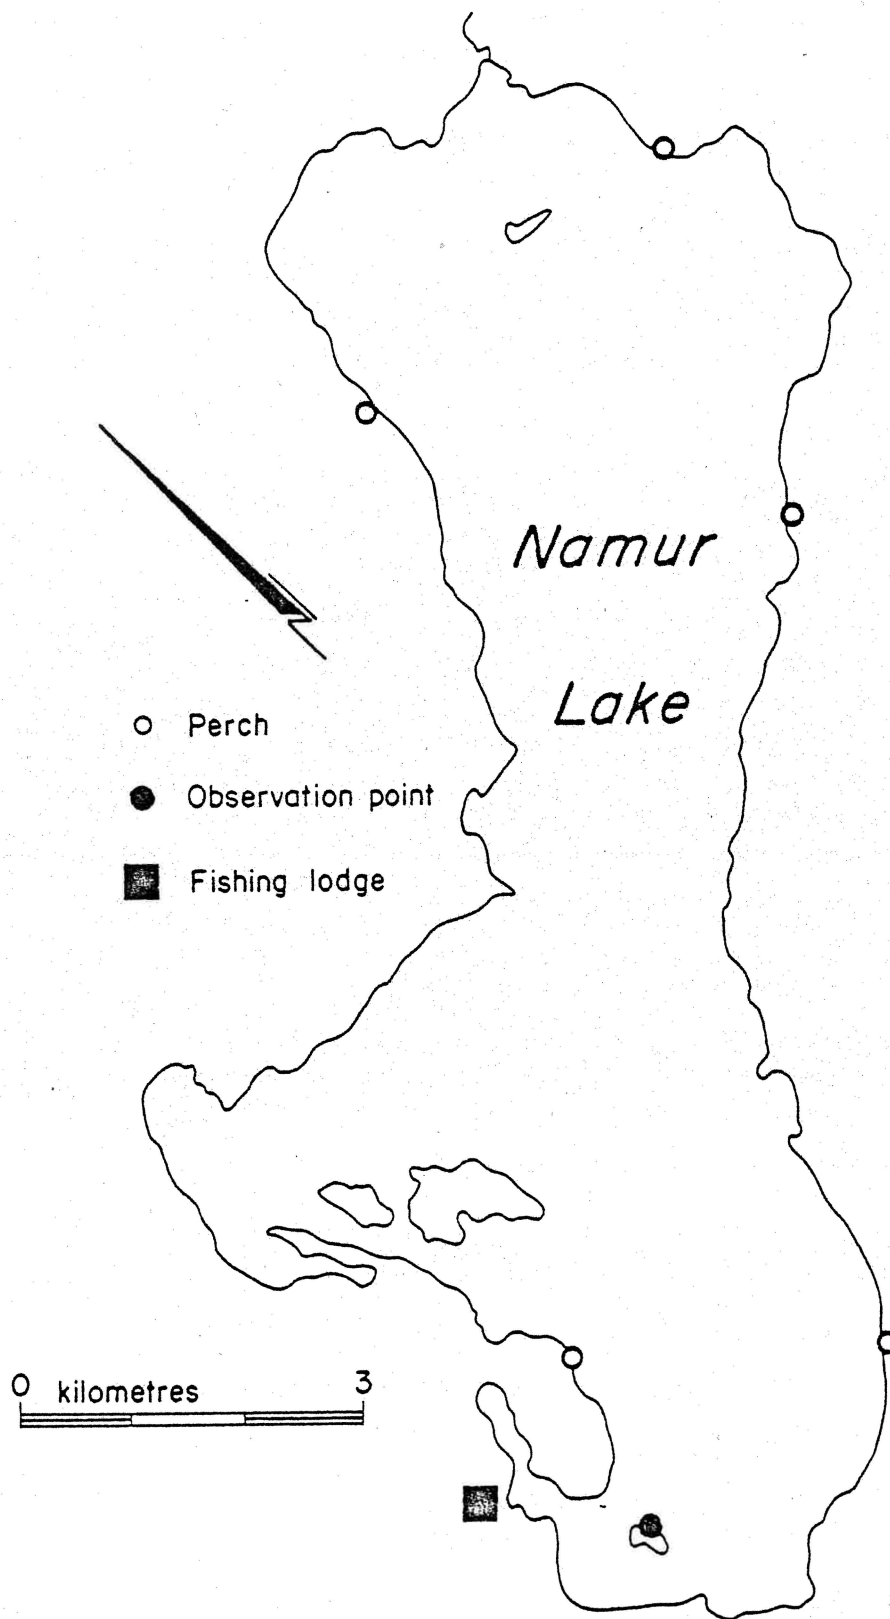 Namur
Lake
Perch
Observation point
Fishing lodge
0 kilometres 3